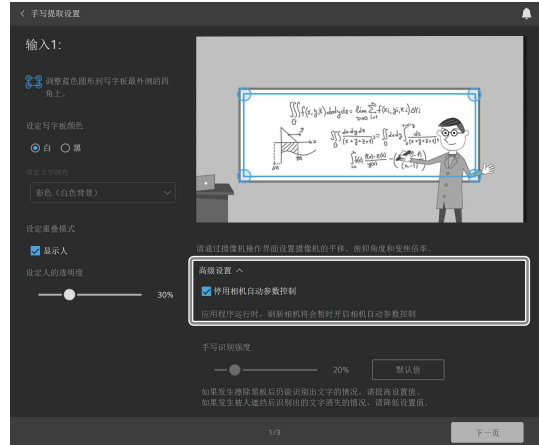 手写提取设置
输入1:
调整蓝色圆形到写字板最外侧的四
角上。
设定写字板颜色
白 黑
设定文字颜色
彩色（白色背景）
设定重叠模式
显示人
设定人的透明度
30%
请通过摄像机操作界面设置摄像机的平移、俯仰角度和变焦倍率。
高级设置
停用相机自动参数控制
应用程序运行时，刷新相机将会暂时开启相机自动参数控制
手写识别强度
20% 默认值
如果发生擦除黑板后仍能识别出文字的情况，请提高设置值。
如果发生被人遮挡后识别出的文字消失的情况，请降低设置值。
1/3 下一页